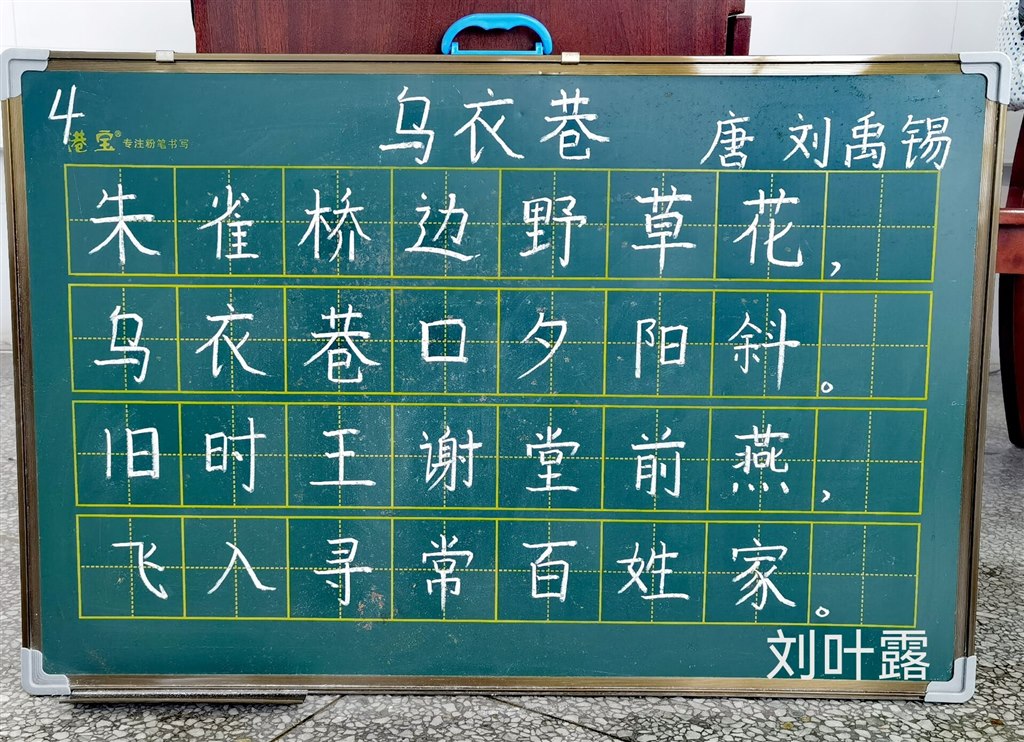 4
港宝® 专注粉笔书写
乌衣巷
唐 刘禹锡
朱雀桥边野草花,
乌衣巷口夕阳斜。
旧时王谢堂前燕,
飞入寻常百姓家。
刘叶露